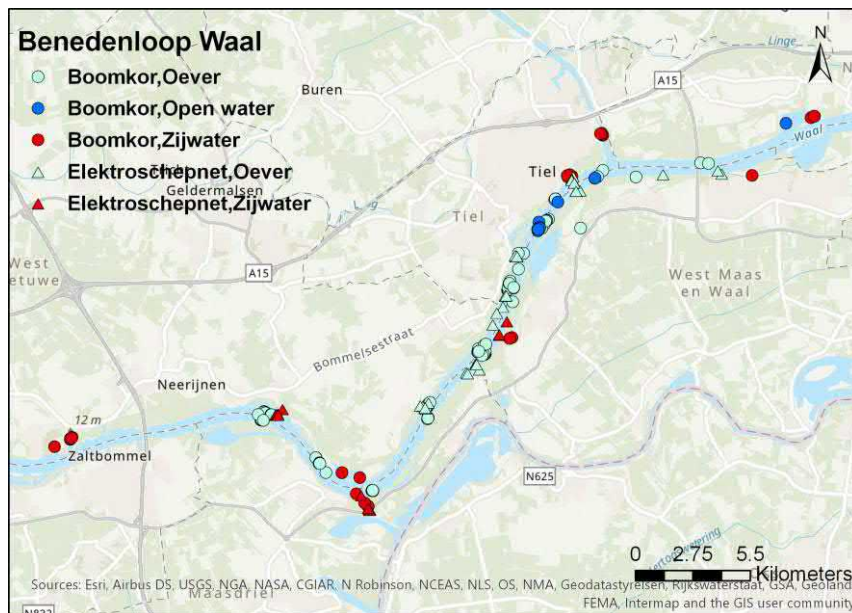 Benedenloop Waal
Boomkor,Oever
Boomkor,Open water
Boomkor,Zijwater
Elektroschepnet,Oever
Elektroschepnet,Zijwater
N
Linge
A15
Buren
Waal
Tricht
Geldermalsen
Tiel
Tiel
West
A15
West Maas
en Waal
Bommelsestraat
Neerijnen
12 m
Zaltbommel
N625
0 2.75 5.5
Kilometers
Sources: Esri, Airbus DS, USGS, NGA, NASA, CGIAR, N Robinson, NCEAS, NLS, OS, NMA, Geodatastyrelsen, Rijkswaterstaat, GSA, Geoland
FEMA, Intermap and the GIS user community
Maasdriel
N832